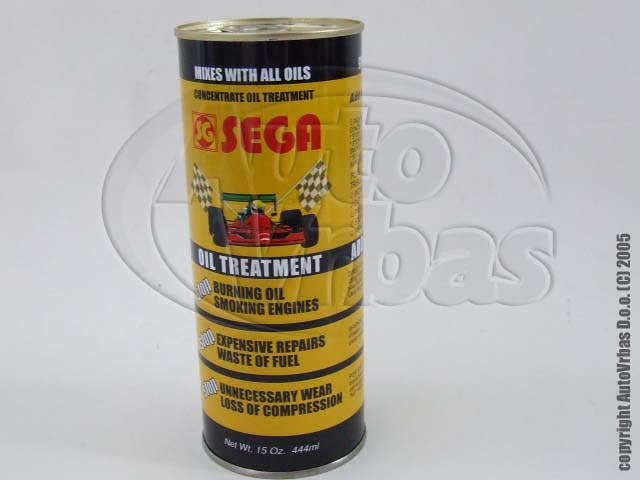 MIXES WITH ALL OILS
CONCENTRATE OIL TREATMENT
SG SEGA
OIL TREATMENT
Stop BURNING OIL
SMOKING ENGINES
Stop EXPENSIVE REPAIRS
WASTE OF FUEL
Stop UNNECESSARY WEAR
LOSS OF COMPRESSION
Net Wt. 15 Oz. 444ml
Auto
Vrbas
copyright AutoVrbas D.o.o. (C) 2005